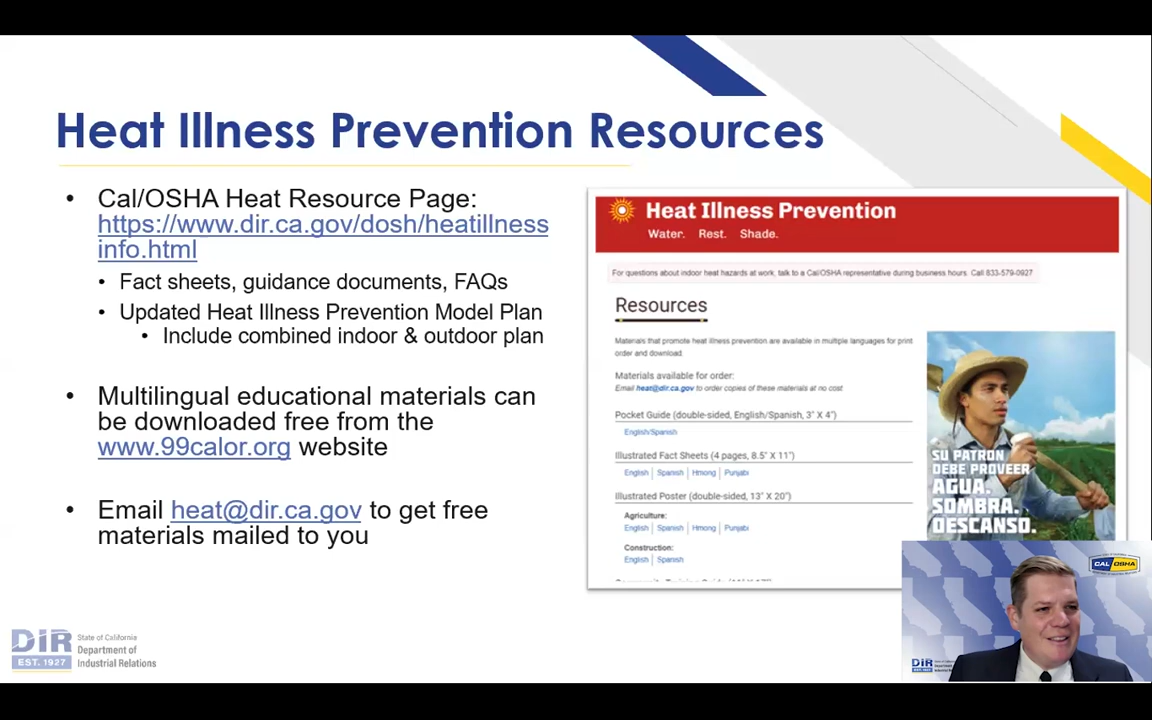 Heat Illness Prevention Resources
• Cal/OSHA Heat Resource Page:
https://www.dir.ca.gov/dosh/heatillness
info.html
• Fact sheets, guidance documents, FAQs
• Updated Heat Illness Prevention Model Plan
• Include combined indoor & outdoor plan
• Multilingual educational materials can
be downloaded free from the
www.99calor.org website
• Email heat@dir.ca.gov to get free
materials mailed to you
Heat Illness Prevention
Water. Rest. Shade.
For questions about indoor heat hazards at work, talk to a Cal/OSHA representative during business hours. Call 833-579-0927
Resources
Materials that promote heat illness prevention are available in multiple languages for print
order and download.
Materials available for order:
Email heat@dir.ca.gov to order copies of these materials at no cost
Pocket Guide (double-sided, English/Spanish, 3" X 4")
English/Spanish
Illustrated Fact Sheets (4 pages, 8.5" X 11")
English | Spanish | Hmong | Punjabi
Illustrated Poster (double-sided, 13" X 20")
Agriculture:
English | Spanish | Hmong | Punjabi
Construction:
English | Spanish
SU PATRON
DEBE PROVEER
AGUA.
SOMBRA.
DESCANSO.
CAL OSHA
DIR
DIR
EST. 1927
State of California
Department of
Industrial Relations